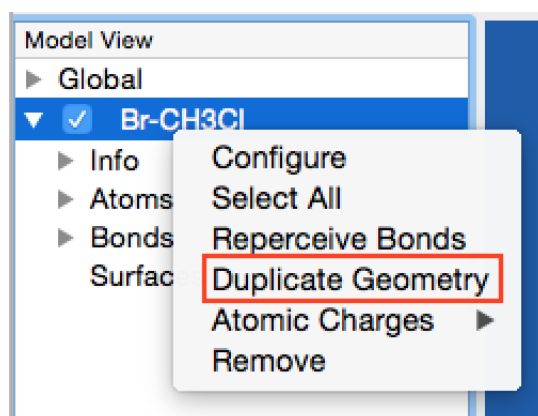 Model View
Global
Br-CH3Cl
Info
Configure
Atoms
Select All
Bonds
Reperceive Bonds
Surfac
Duplicate Geometry
Atomic Charges
Remove